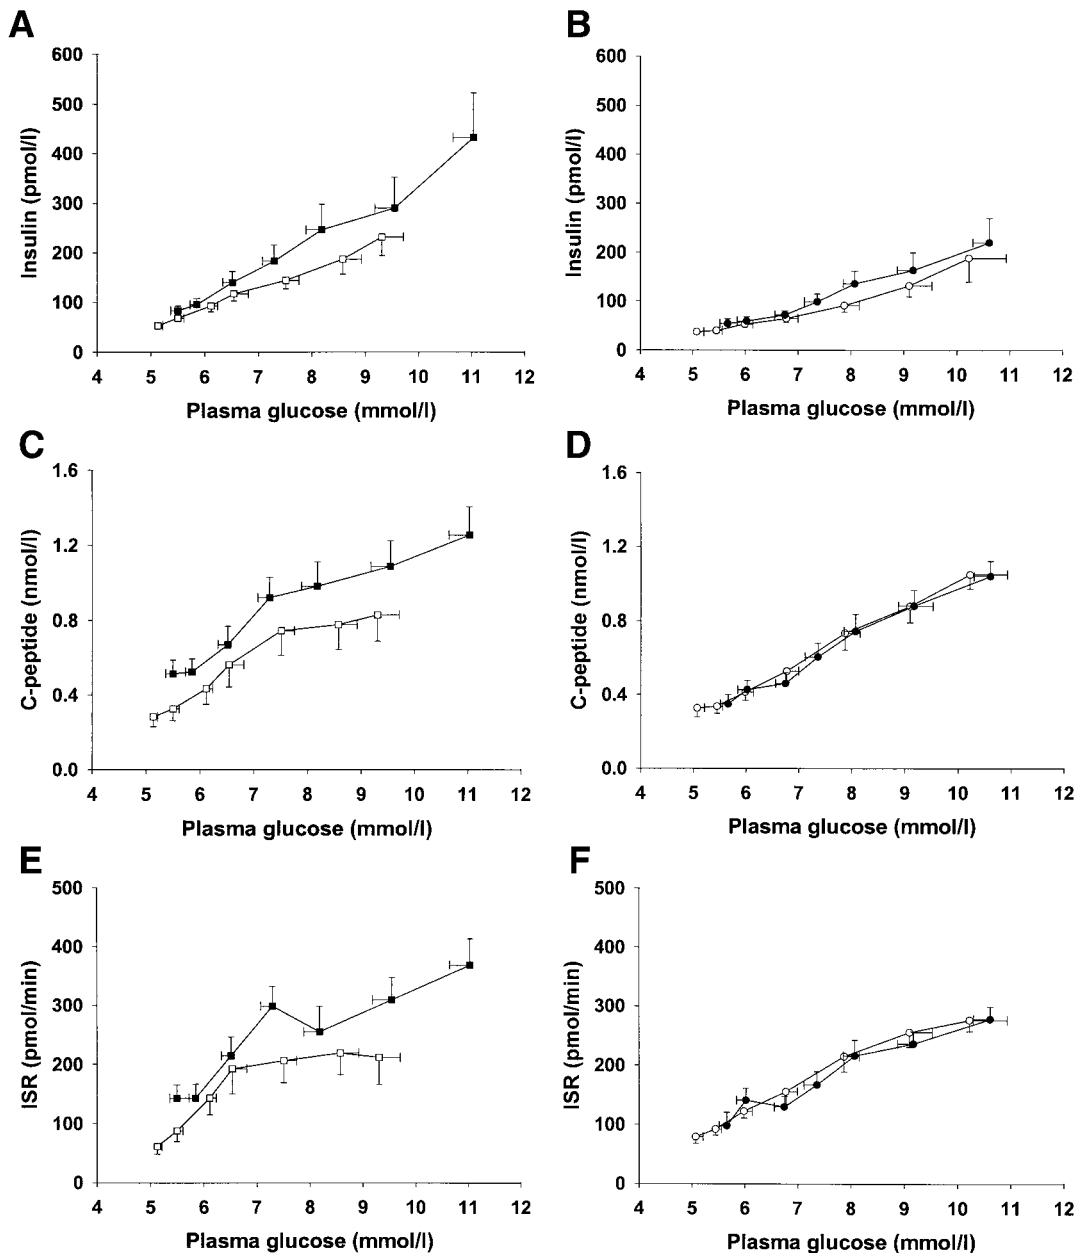 A
600
500
400
300
200
100
0
Insulin (pmol/l)
4 5 6 7 8 9 10 11 12
Plasma glucose (mmol/l)
B
600
500
400
300
200
100
0
Insulin (pmol/l)
4 5 6 7 8 9 10 11 12
Plasma glucose (mmol/l)
C
1.6
1.2
0.8
0.4
0.0
C-peptide (nmol/l)
4 5 6 7 8 9 10 11 12
Plasma glucose (mmol/l)
D
1.6
1.2
0.8
0.4
0.0
C-peptide (nmol/l)
4 5 6 7 8 9 10 11 12
Plasma glucose (mmol/l)
E
500
400
300
200
100
0
ISR (pmol/min)
4 5 6 7 8 9 10 11 12
Plasma glucose (mmol/l)
F
500
400
300
200
100
0
ISR (pmol/min)
4 5 6 7 8 9 10 11 12
Plasma glucose (mmol/l)